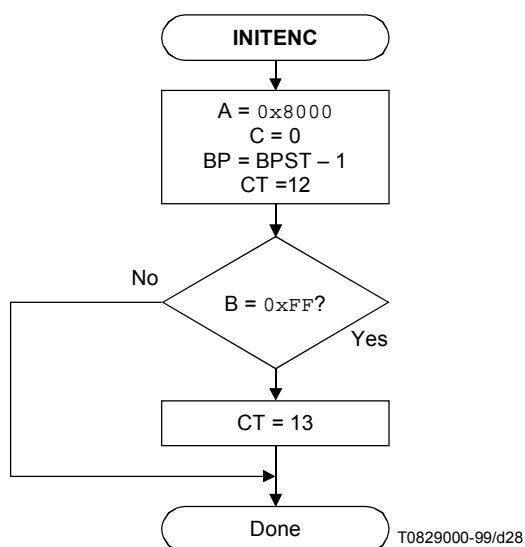 INITENC
A = 0x8000
C = 0
BP = BPST – 1
CT =12
No
B = 0xFF?
Yes
CT = 13
Done
T0829000-99/d28